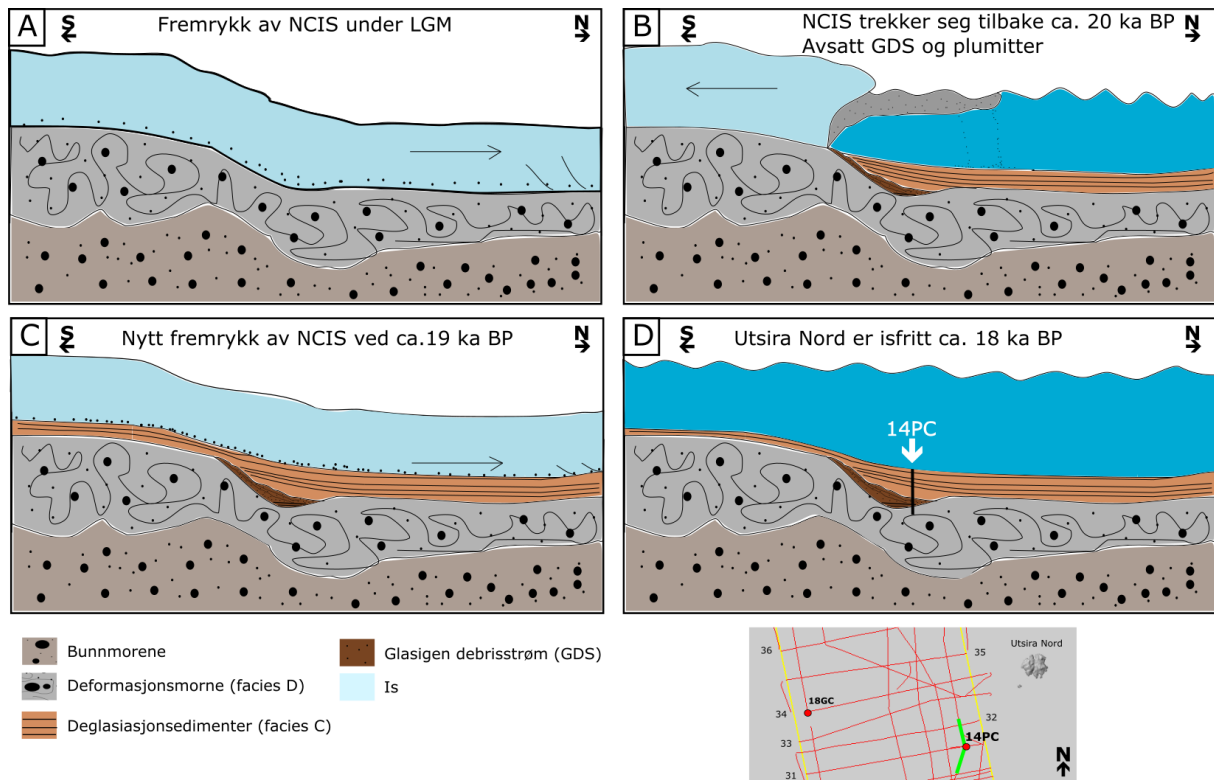 A
Fremrykk av NCIS under LGM
S
N
B
NCIS trekker seg tilbake ca. 20 ka BP
Avsatt GDS og plumitter
S
N
C
Nytt fremrykk av NCIS ved ca.19 ka BP
S
N
D
Utsira Nord er isfritt ca. 18 ka BP
S
N
14PC
Bunnmorene
Deformasjonsmorne (facies D)
Deglasiasjonsedimenter (facies C)
Glasigen debrisstrøm (GDS)
Is
Utsira Nord
36
35
18GC
34
32
14PC
33
31
N